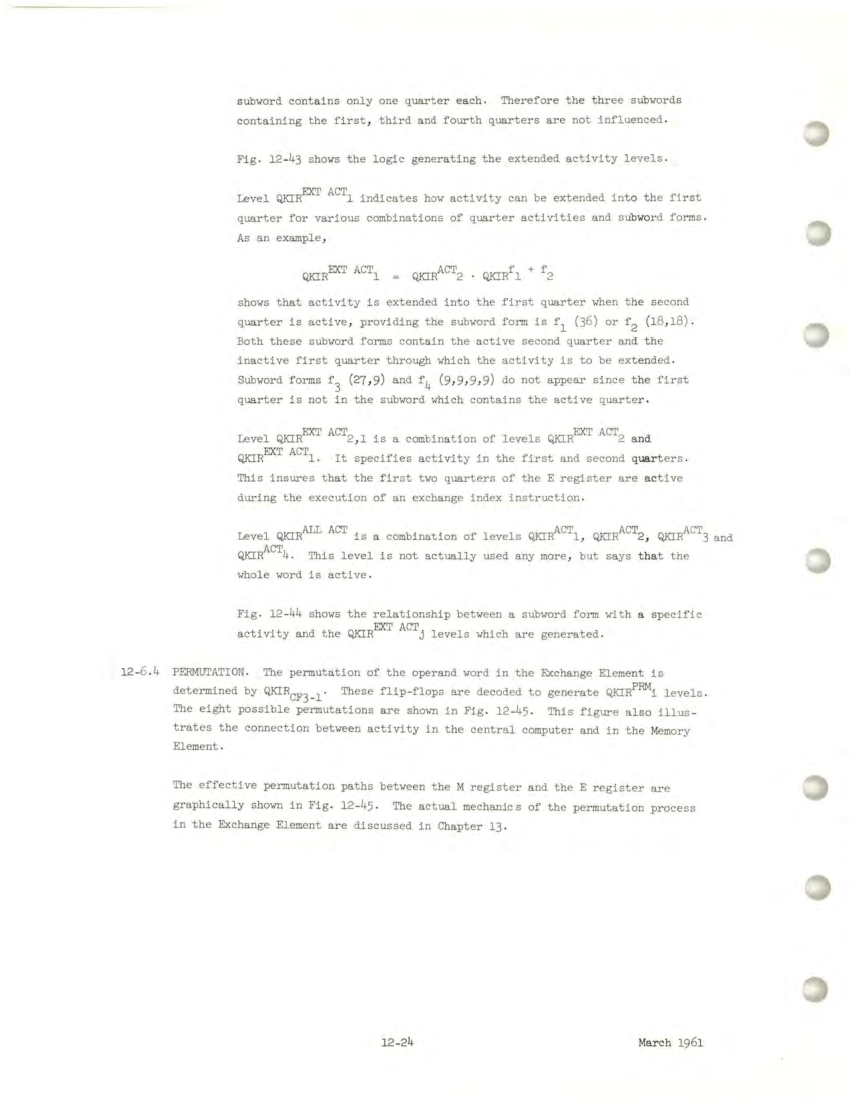 subword contains only one quarter each. Therefore the three subwords
containing the first, third and fourth quarters are not influenced.
Fig. 12-43 shows the logic generating the extended activity levels.
Level QKIR^EXT ACT_1 indicates how activity can be extended into the first
quarter for various combinations of quarter activities and subword forms.
As an example,
QKIR^EXT ACT_1 = QKIR^ACT_2 · QKIR^f_1 + f_2
shows that activity is extended into the first quarter when the second
quarter is active, providing the subword form is f_1 (36) or f_2 (18,18).
Both these subword forms contain the active second quarter and the
inactive first quarter through which the activity is to be extended.
Subword forms f_3 (27,9) and f_4 (9,9,9,9) do not appear since the first
quarter is not in the subword which contains the active quarter.
Level QKIR^EXT ACT_2,1 is a combination of levels QKIR^EXT ACT_2 and
QKIR^EXT ACT_1. It specifies activity in the first and second quarters.
This insures that the first two quarters of the E register are active
during the execution of an exchange index instruction.
Level QKIR^ALL ACT is a combination of levels QKIR^ACT_1, QKIR^ACT_2, QKIR^ACT_3 and
QKIR^ACT_4. This level is not actually used any more, but says that the
whole word is active.
Fig. 12-44 shows the relationship between a subword form with a specific
activity and the QKIR^EXT ACT_j levels which are generated.
12-6.4 PERMUTATION. The permutation of the operand word in the Exchange Element is
determined by QKIR_CF3-1. These flip-flops are decoded to generate QKIR^PRM_i levels.
The eight possible permutations are shown in Fig. 12-45. This figure also illus-
trates the connection between activity in the central computer and in the Memory
Element.
The effective permutation paths between the M register and the E register are
graphically shown in Fig. 12-45. The actual mechanics of the permutation process
in the Exchange Element are discussed in Chapter 13.
12-24 March 1961